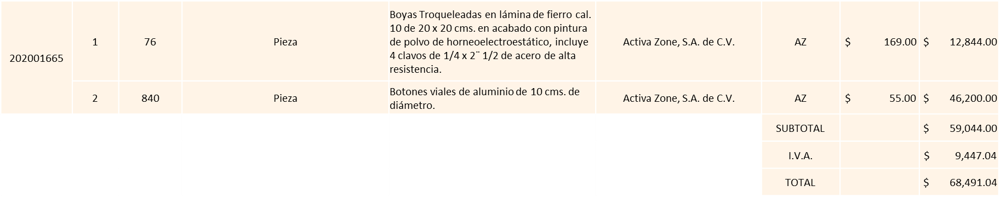 202001665
1
76
Pieza
Boyas Troqueleadas en lámina de fierro cal.
10 de 20 x 20 cms. en acabado con pintura
de polvo de horneoelectroestático, incluye
4 clavos de 1/4 x 2¨ 1/2 de acero de alta
resistencia.
Activa Zone, S.A. de C.V.
AZ
$ 169.00
$ 12,844.00
2
840
Pieza
Botones viales de aluminio de 10 cms. de
diámetro.
Activa Zone, S.A. de C.V.
AZ
$ 55.00
$ 46,200.00
SUBTOTAL
$ 59,044.00
I.V.A.
$ 9,447.04
TOTAL
$ 68,491.04